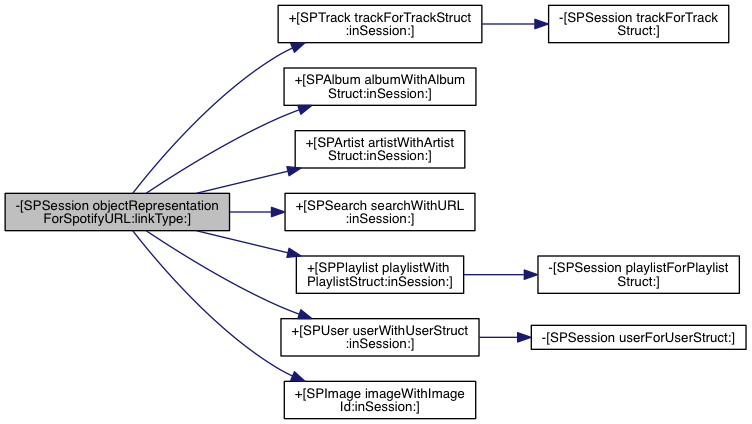 +[SPTrack trackForTrackStruct
:inSession:]
-[SPSession trackForTrack
Struct:]
+[SPAlbum albumWithAlbum
Struct:inSession:]
+[SPArtist artistWithArtist
Struct:inSession:]
-[SPSession objectRepresentation
ForSpotifyURL:linkType:]
+[SPSearch searchWithURL
:inSession:]
+[SPPlaylist playlistWith
PlaylistStruct:inSession:]
-[SPSession playlistForPlaylist
Struct:]
+[SPUser userWithUserStruct
:inSession:]
-[SPSession userForUserStruct:]
+[SPImage imageWithImage
Id:inSession:]